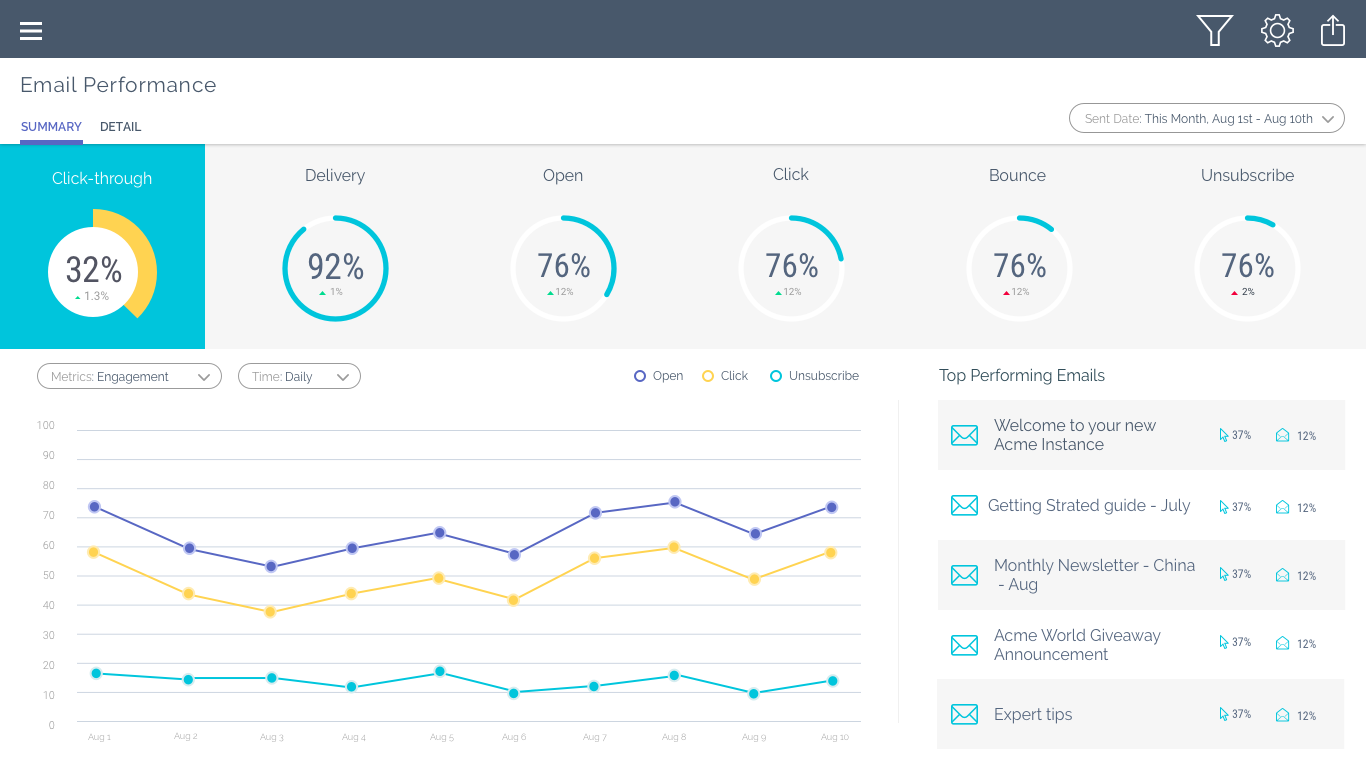 Email Performance
SUMMARY DETAIL
Sent Date: This Month, Aug 1st - Aug 10th
Click-through
32%
1.3%
Delivery
92%
1%
Open
76%
12%
Click
76%
12%
Bounce
76%
12%
Unsubscribe
76%
2%
Metrics: Engagement
Time: Daily
Open Click Unsubscribe
100
90
80
70
60
50
40
30
20
10
0
Aug 1 Aug 2 Aug 3 Aug 4 Aug 5 Aug 6 Aug 7 Aug 8 Aug 9 Aug 10
Top Performing Emails
Welcome to your new
Acme Instance
37% 12%
Getting Strated guide - July
37% 12%
Monthly Newsletter - China
- Aug
37% 12%
Acme World Giveaway
Announcement
37% 12%
Expert tips
37% 12%